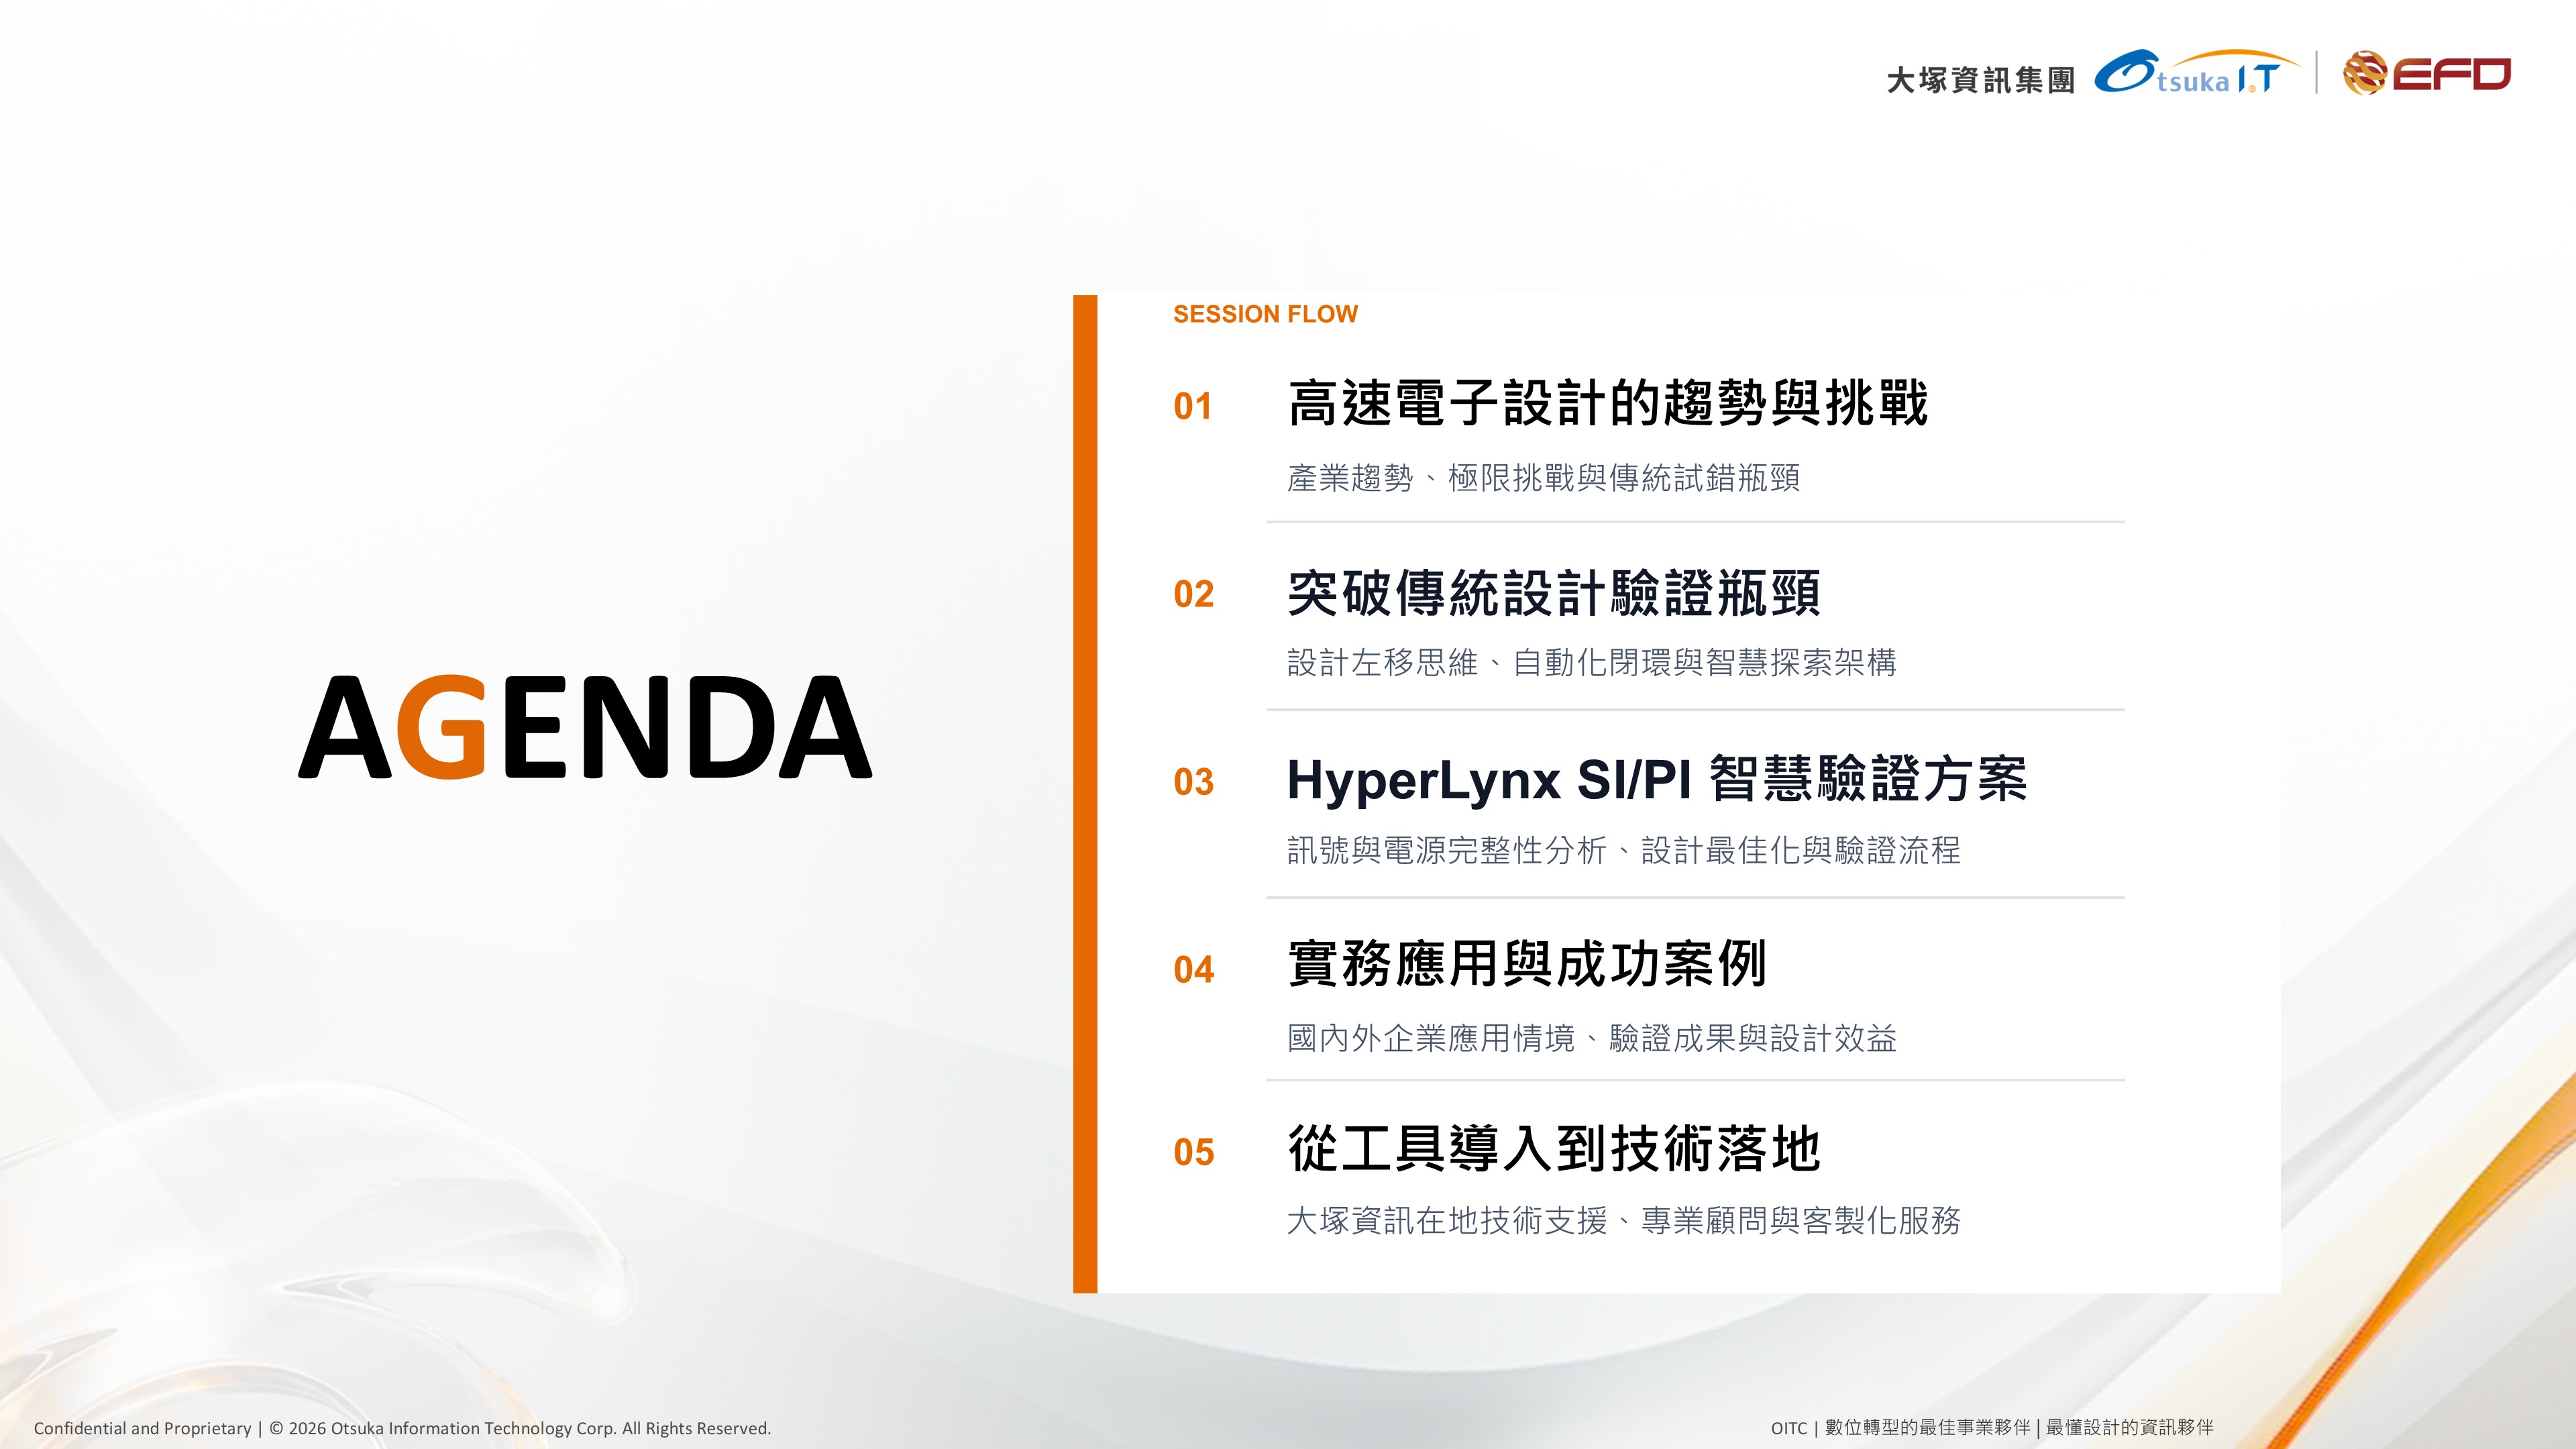 大塚資訊集團 Otsuka I.T | EFD
SESSION FLOW
01 高速電子設計的趨勢與挑戰
產業趨勢、極限挑戰與傳統試錯瓶頸
02 突破傳統設計驗證瓶頸
設計左移思維、自動化閉環與智慧探索架構
AGENDA
03 HyperLynx SI/PI 智慧驗證方案
訊號與電源完整性分析、設計最佳化與驗證流程
04 實務應用與成功案例
國內外企業應用情境、驗證成果與設計效益
05 從工具導入到技術落地
大塚資訊在地技術支援、專業顧問與客製化服務
Confidential and Proprietary | © 2026 Otsuka Information Technology Corp. All Rights Reserved.
OITC | 數位轉型的最佳事業夥伴 | 最懂設計的資訊夥伴